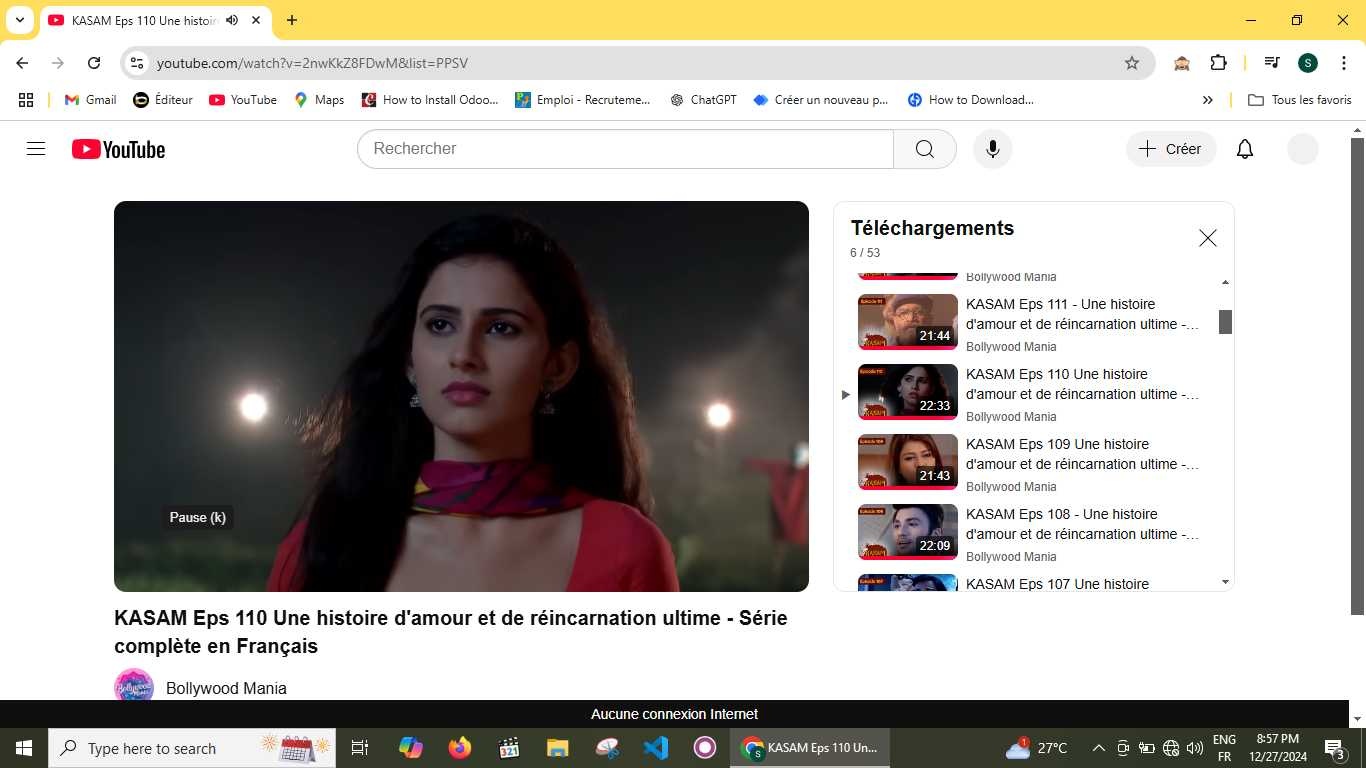 KASAM Eps 110 Une histoir
youtube.com/watch?v=2nwKkZ8FDwM&list=PPSV
S
Gmail
Éditeur
YouTube
Maps
How to Install Odoo...
Emploi - Recruteme...
ChatGPT
Créer un nouveau p...
How to Download...
Tous les favoris
YouTube
Rechercher
Créer
Pause (k)
Téléchargements
6 / 53
Bollywood Mania
KASAM Eps 111 - Une histoire
d'amour et de réincarnation ultime -...
Bollywood Mania
21:44
KASAM Eps 110 Une histoire
d'amour et de réincarnation ultime -...
Bollywood Mania
22:33
KASAM Eps 109 Une histoire
d'amour et de réincarnation ultime -...
Bollywood Mania
21:43
KASAM Eps 108 - Une histoire
d'amour et de réincarnation ultime -...
Bollywood Mania
22:09
KASAM Eps 107 Une histoire
KASAM Eps 110 Une histoire d'amour et de réincarnation ultime - Série
complète en Français
Bollywood Mania
Aucune connexion Internet
Type here to search
KASAM Eps 110 Un...
27°C
ENG
FR
8:57 PM
12/27/2024
3